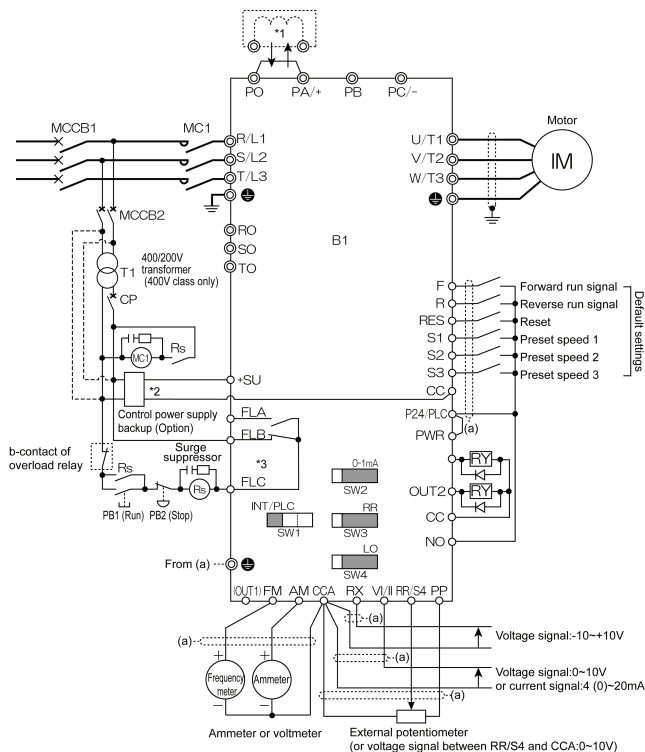 *1
PO
PA/+
PB
PC/-
MCCB1
MC1
R/L1
S/L2
T/L3
U/T1
V/T2
W/T3
Motor
IM
MCCB2
RO
SO
TO
B1
400/200V
transformer
(400V class only)
T1
CP
F
R
RES
S1
S2
S3
CC
Forward run signal
Reverse run signal
Reset
Preset speed 1
Preset speed 2
Preset speed 3
Default settings
MC1
Rs
*2
+SU
Control power supply
backup (Option)
P24/PLC
(a)
PWR
FLA
FLB
FLC
*3
b-contact of
overload relay
Rs
Surge
suppressor
Rs
PB1 (Run)
PB2 (Stop)
RY
OUT2
RY
CC
NO
0-1mA
SW2
INT/PLC
SW1
RR
SW3
LO
SW4
From (a)
(OUT1)
FM
AM
CCA
RX
VI/II
RR/S4
PP
(a)
(a)
(a)
(a)
Voltage signal:-10~+10V
Voltage signal:0~10V
or current signal:4 (0)~20mA
+
Frequency
meter
−
+
Ammeter
−
Ammeter or voltmeter
External potentiometer
(or voltage signal between RR/S4 and CCA:0~10V)